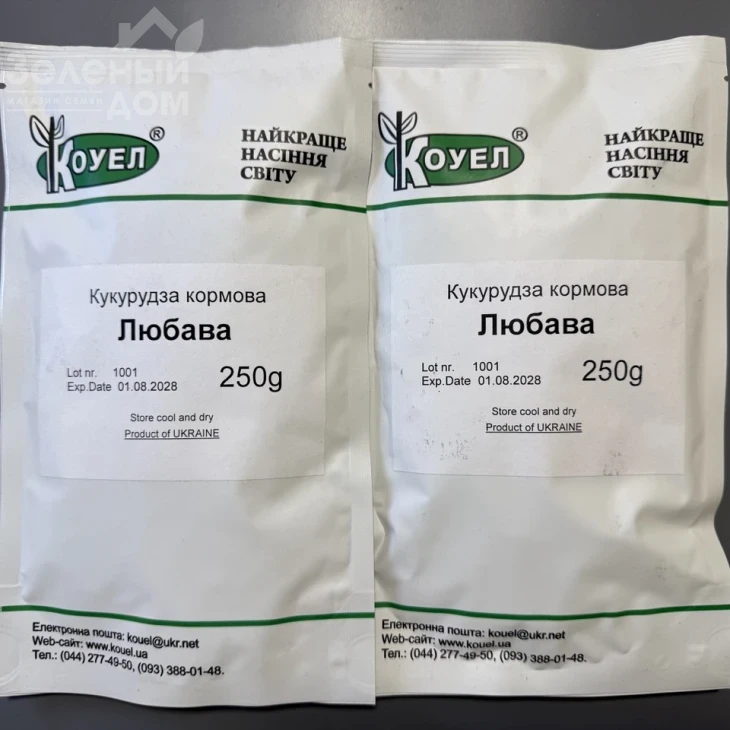 Зеленый
ДОМ
МАГАЗИН СЕМЯН
КОУЕЛ®
НАЙКРАЩЕ
НАСІННЯ
СВІТУ
Кукурудза кормова
Любава
Lot nr. 1001
Exp.Date 01.08.2028
250g
Store cool and dry
Product of UKRAINE
Електронна пошта: kouel@ukr.net
Web-сайт: www.kouel.ua
Тел.: (044) 277-49-50, (093) 388-01-48.
КОУЕЛ®
НАЙКРАЩЕ
НАСІННЯ
СВІТУ
Кукурудза кормова
Любава
Lot nr. 1001
Exp.Date 01.08.2028
250g
Store cool and dry
Product of UKRAINE
Електронна пошта: kouel@ukr.net
Web-сайт: www.kouel.ua
Тел.: (044) 277-49-50, (093) 388-01-48.